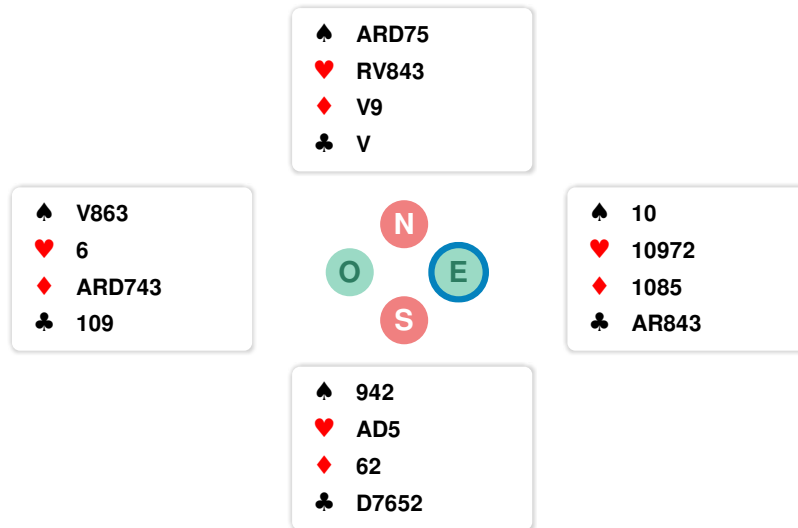 ♠ ARD75
♥ RV843
♦ V9
♣ V
♠ V863
♥ 6
♦ ARD743
♣ 109
N
O
E
S
♠ 10
♥ 10972
♦ 1085
♣ AR843
♠ 942
♥ AD5
♦ 62
♣ D7652